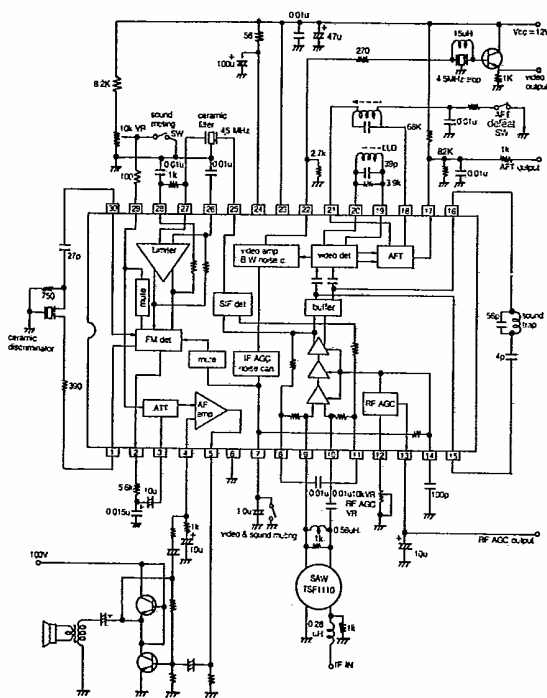 0.01u
47u
Vcc = 12V
56
15uH
100u
270
4.5MHz trap
1K
video
output
8.2K
sound
muting
SW
ceramic
filter
4.5 MHz
10k VR
0.01u
1k
0.01u
100
68K
0.01u
AFT
defeat
SW
2.7k
39p
3.9k
82K
0.01u
1k
AFT output
30
29
28
27
26
25
24
23
22
21
20
19
18
17
16
27p
750
ceramic
discriminator
390
Limiter
mute
FM det
SIF det
video amp
B W noise c.
video det
AFT
buffer
mute
IF AGC
noise can.
ATT
AF
amp
RF AGC
56p
sound
trap
4p
1
2
3
4
5
6
7
8
9
10
11
12
13
14
15
5.6k
0.015u
10u
1k
10u
1.0u
video & sound muting
0.01u
0.01u
10kVR
RF AGC
VR
100p
10u
RF AGC output
0.56uH
1k
SAW
TSF1110
0.28
uH
1k
IF IN
100V